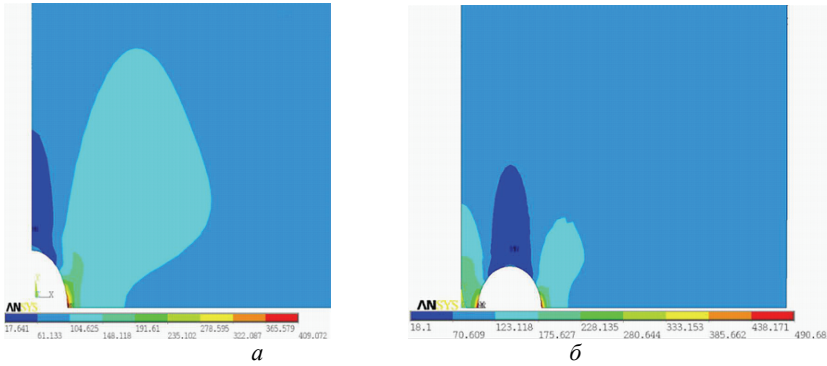 ANSYS
17.641 104.625 191.61 278.595 365.579
61.133 148.118 235.102 322.087 409.072
ANSYS
18.1 123.118 228.135 333.153 438.171
70.609 175.627 280.644 385.662 490.68
а
б